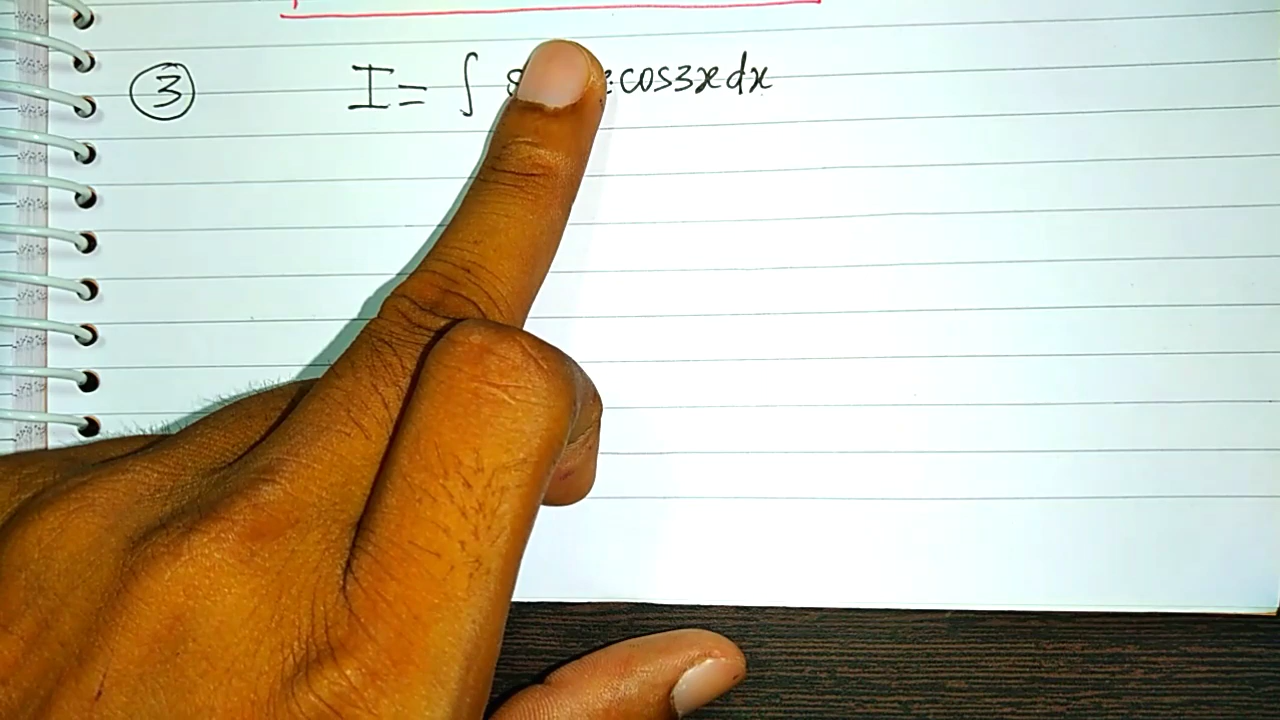 ③ I = ∫ cos3x dx